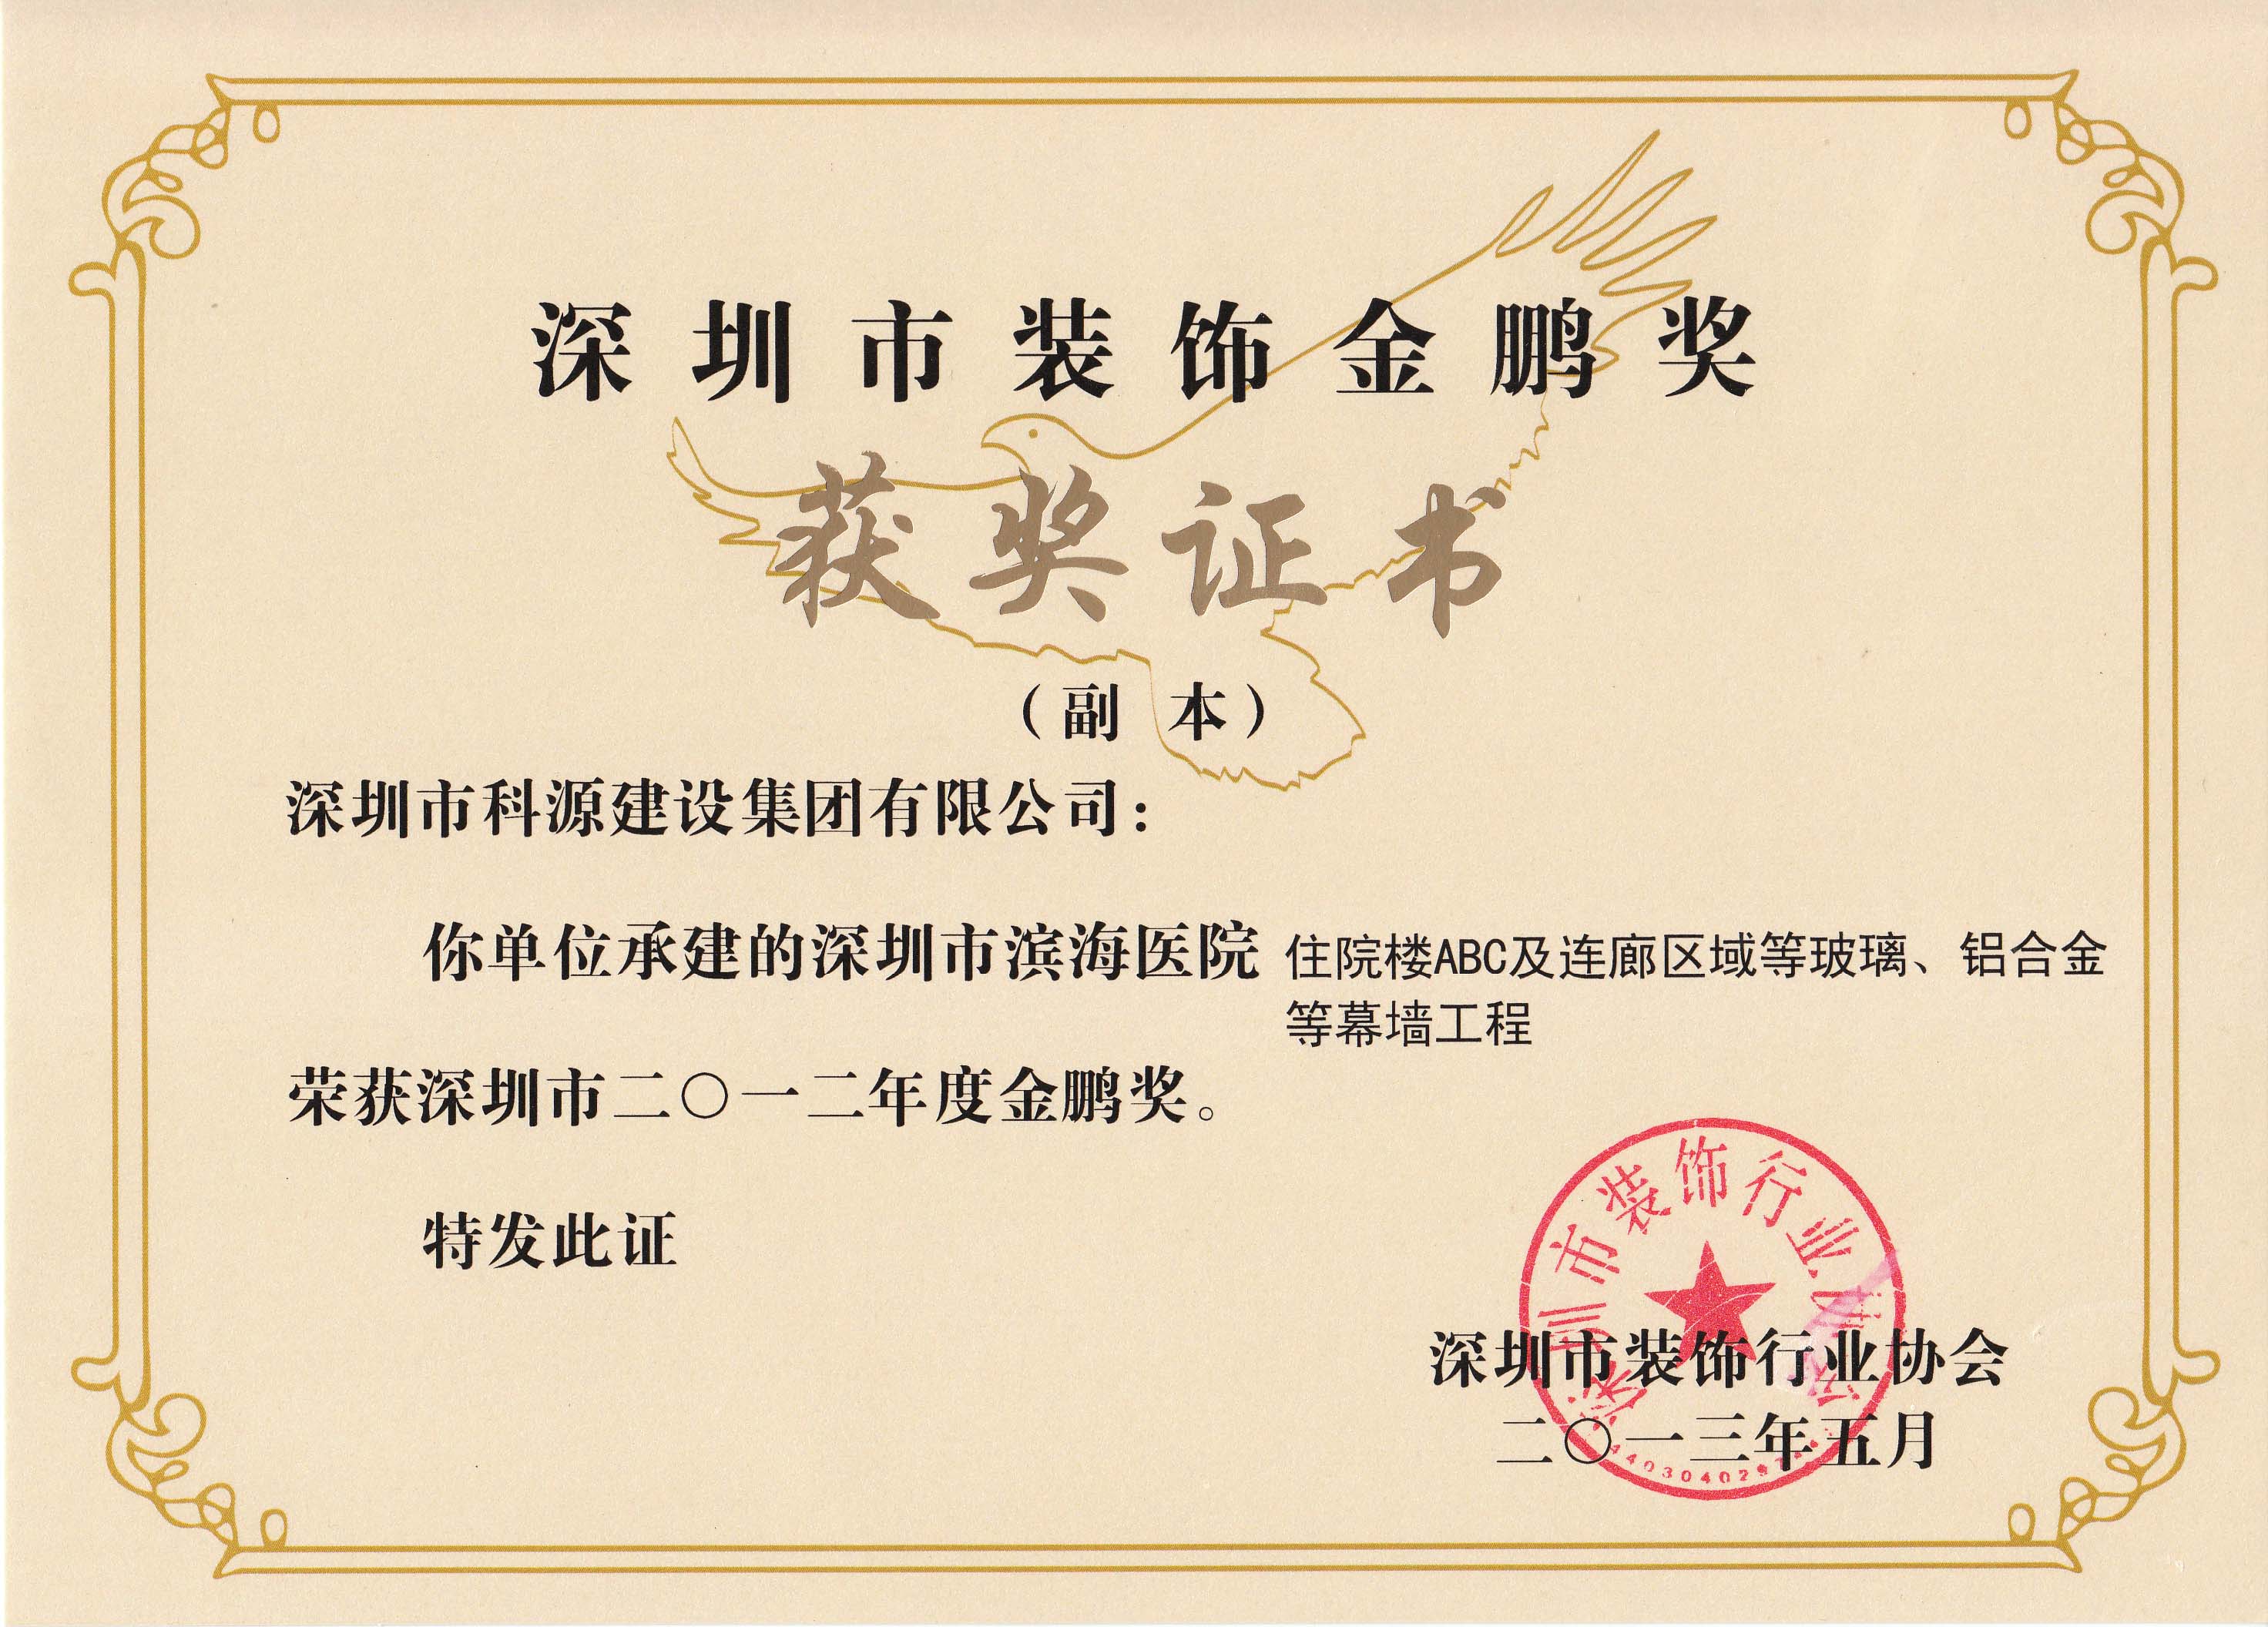 深圳市装饰金鹏奖
获奖证书
（副 本）
深圳市科源建设集团有限公司：
你单位承建的深圳市滨海医院 住院楼ABC及连廊区域等玻璃、铝合金
等幕墙工程
荣获深圳市二〇一二年度金鹏奖。
特发此证
深圳市装饰行业协会
深圳市装饰行业协会
二〇一三年五月